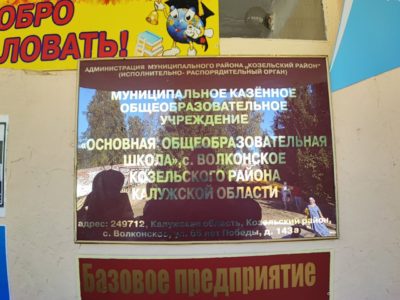 ДОБРО
ЛОВАТЬ!
АДМИНИСТРАЦИЯ МУНИЦИПАЛЬНОГО РАЙОНА „КОЗЕЛЬСКИЙ РАЙОН"
(ИСПОЛНИТЕЛЬНО- РАСПОРЯДИТЕЛЬНЫЙ ОРГАН)
МУНИЦИПАЛЬНОЕ КАЗЁННОЕ
ОБЩЕОБРАЗОВАТЕЛЬНОЕ
УЧРЕЖДЕНИЕ
«ОСНОВНАЯ ОБЩЕОБРАЗОВАТЕЛЬНАЯ
ШКОЛА»,с. ВОЛКОНСКОЕ
КОЗЕЛЬСКОГО РАЙОНА
КАЛУЖСКОЙ ОБЛАСТИ
адрес: 249712, Калужская область, Козельский район,
с. Волконское, ул. 65 лет Победы, д. 143а
Базовое предприятие